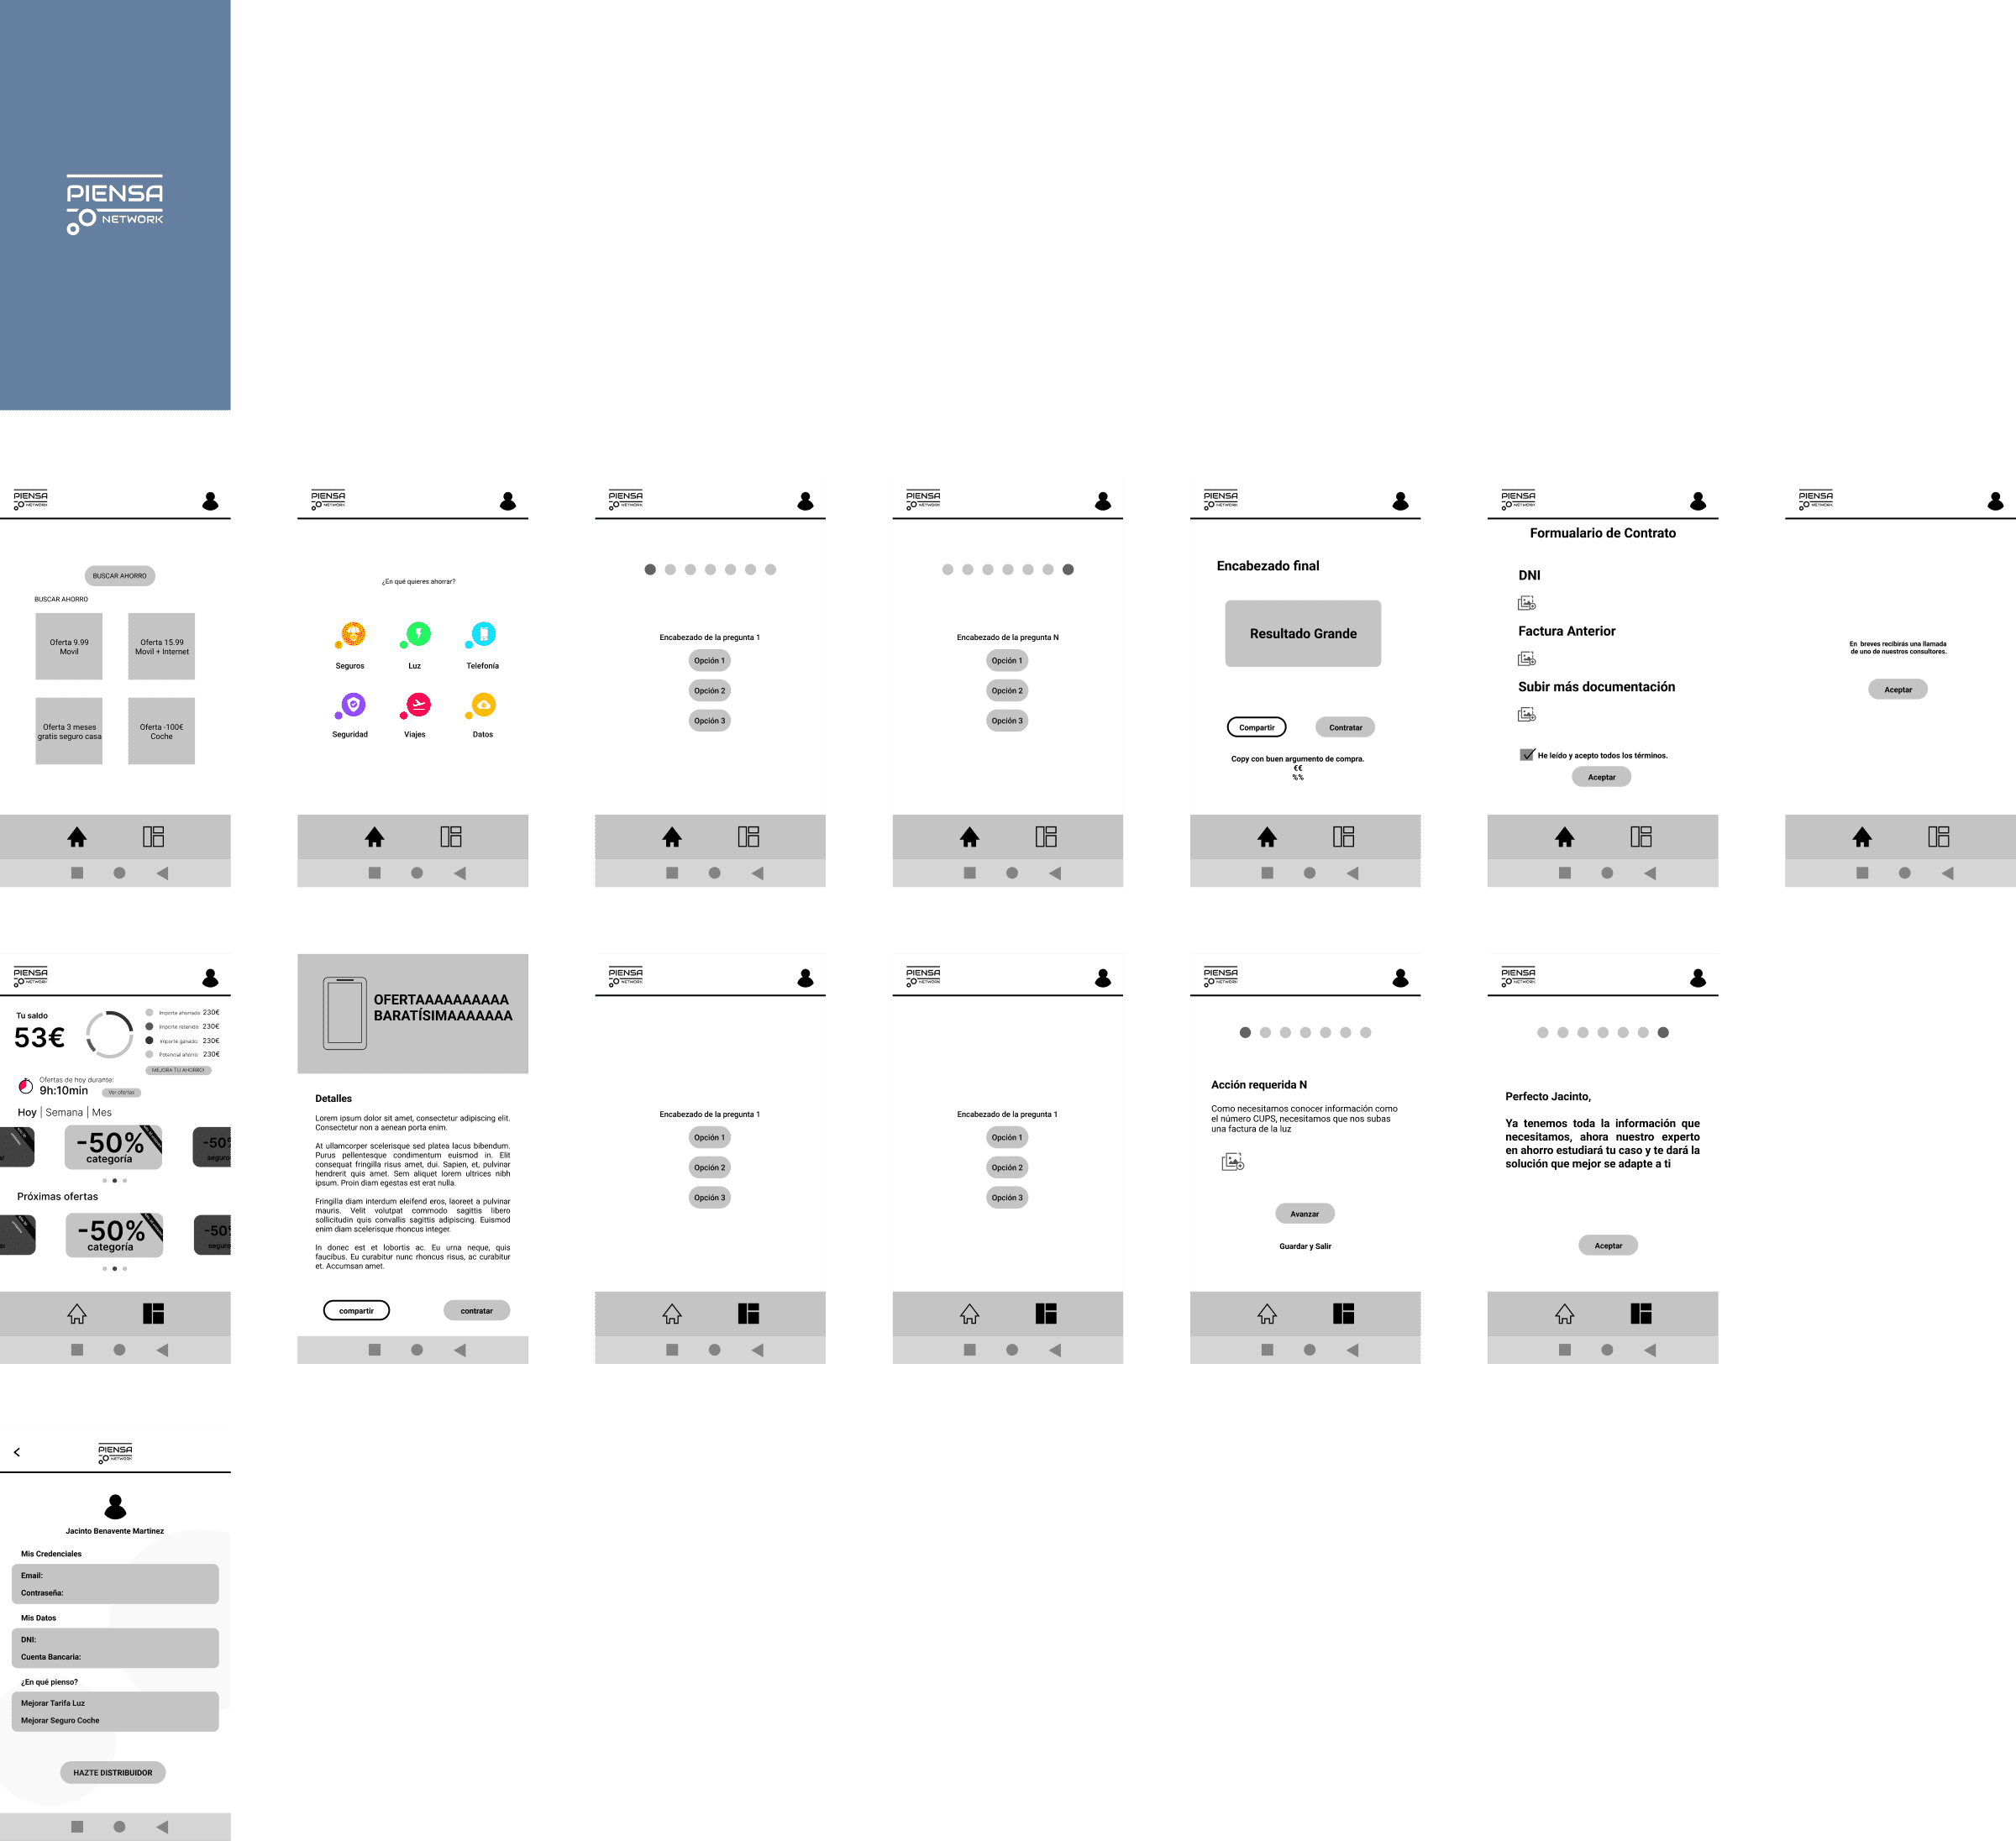 PIENSA
NETWORK
PIENSA
NETWORK
BUSCAR AHORRO
BUSCAR AHORRO
Oferta 9.99
Movil
Oferta 15.99
Movil + Internet
Oferta 3 meses
gratis seguro casa
Oferta -100€
Coche
PIENSA
NETWORK
¿En qué quieres ahorrar?
Seguros
Luz
Telefonía
Seguridad
Viajes
Datos
PIENSA
NETWORK
Encabezado de la pregunta 1
Opción 1
Opción 2
Opción 3
PIENSA
NETWORK
Encabezado de la pregunta N
Opción 1
Opción 2
Opción 3
PIENSA
NETWORK
Encabezado final
Resultado Grande
Compartir
Contratar
Copy con buen argumento de compra.
€€
%%
PIENSA
NETWORK
Formualario de Contrato
DNI
Factura Anterior
Subir más documentación
He leído y acepto todos los términos.
Aceptar
PIENSA
NETWORK
En breves recibirás una llamada
de uno de nuestros consultores.
Aceptar
PIENSA
NETWORK
Tu saldo
53€
Importe ahorrado: 230€
Importe retenido: 230€
Importe ganado: 230€
Potencial ahorro: 230€
MEJORA TU AHORRO!
Ofertas de hoy durante:
9h:10min
Ver ofertas
Hoy | Semana | Mes
ar
-50%
categoría
-50
seguro
Próximas ofertas
ar
-50%
categoría
-50
seguro
OFERTAAAAAAAAAA
BARATÍSIMAAAAAAA
Detalles
Lorem ipsum dolor sit amet, consectetur adipiscing elit.
Consectetur non a aenean porta enim.
At ullamcorper scelerisque sed platea lacus bibendum.
Purus pellentesque condimentum euismod in. Elit
consequat fringilla risus amet, dui. Sapien, et, pulvinar
hendrerit quis amet. Sem aliquet lorem ultrices nibh
ipsum. Proin diam egestas est erat nulla.
Fringilla diam interdum eleifend eros, laoreet a pulvinar
mauris. Velit volutpat commodo sagittis libero
sollicitudin quis convallis sagittis adipiscing. Euismod
enim diam scelerisque rhoncus integer.
In donec est et lobortis ac. Eu urna neque, quis
faucibus. Eu curabitur nunc rhoncus risus, ac curabitur
et. Accumsan amet.
compartir
contratar
PIENSA
NETWORK
Encabezado de la pregunta 1
Opción 1
Opción 2
Opción 3
PIENSA
NETWORK
Encabezado de la pregunta 1
Opción 1
Opción 2
Opción 3
PIENSA
NETWORK
Acción requerida N
Como necesitamos conocer información como
el número CUPS, necesitamos que nos subas
una factura de la luz
Avanzar
Guardar y Salir
PIENSA
NETWORK
Perfecto Jacinto,
Ya tenemos toda la información que
necesitamos, ahora nuestro experto
en ahorro estudiará tu caso y te dará la
solución que mejor se adapte a ti
Aceptar
<
PIENSA
NETWORK
Jacinto Benavente Martinez
Mis Credenciales
Email:
Contraseña:
Mis Datos
DNI:
Cuenta Bancaria:
¿En qué pienso?
Mejorar Tarifa Luz
Mejorar Seguro Coche
HAZTE DISTRIBUIDOR